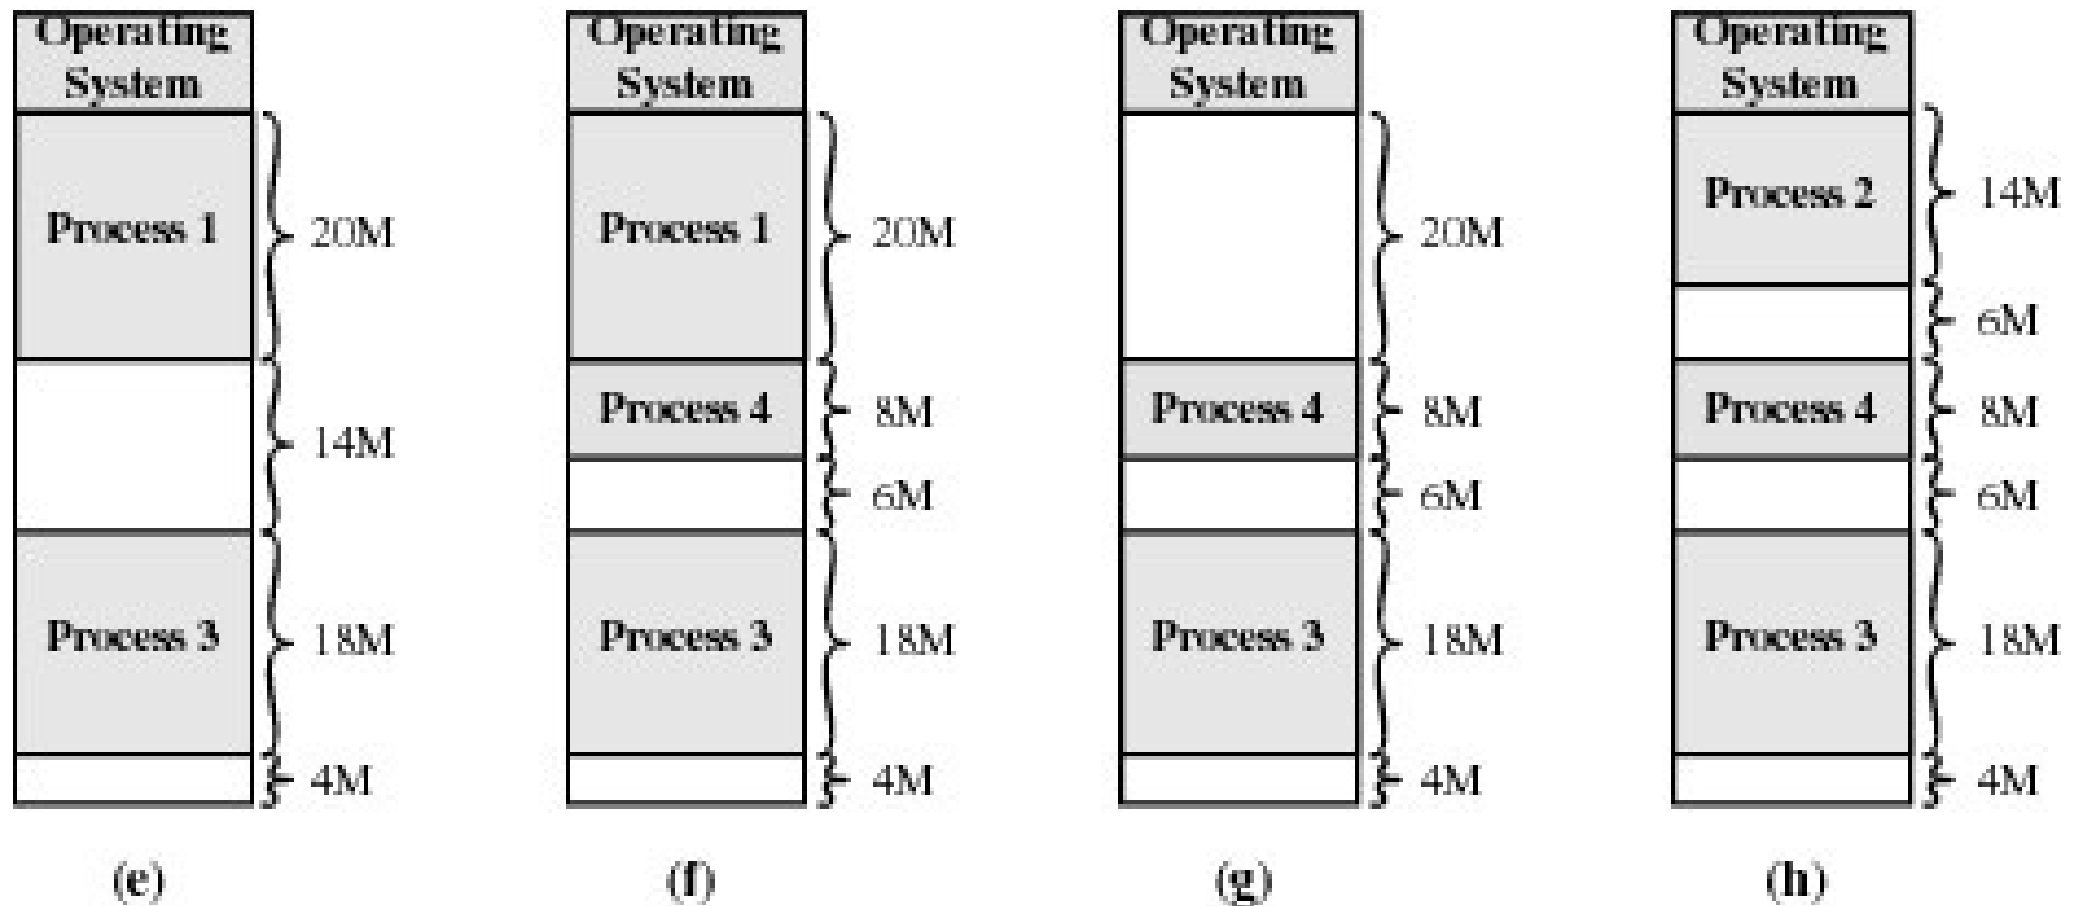 Operating
System
Process 1
20M
14M
Process 3
18M
4M
(e)
Operating
System
Process 1
20M
Process 4
8M
6M
Process 3
18M
4M
(f)
Operating
System
20M
Process 4
8M
6M
Process 3
18M
4M
(g)
Operating
System
Process 2
14M
6M
Process 4
8M
6M
Process 3
18M
4M
(h)